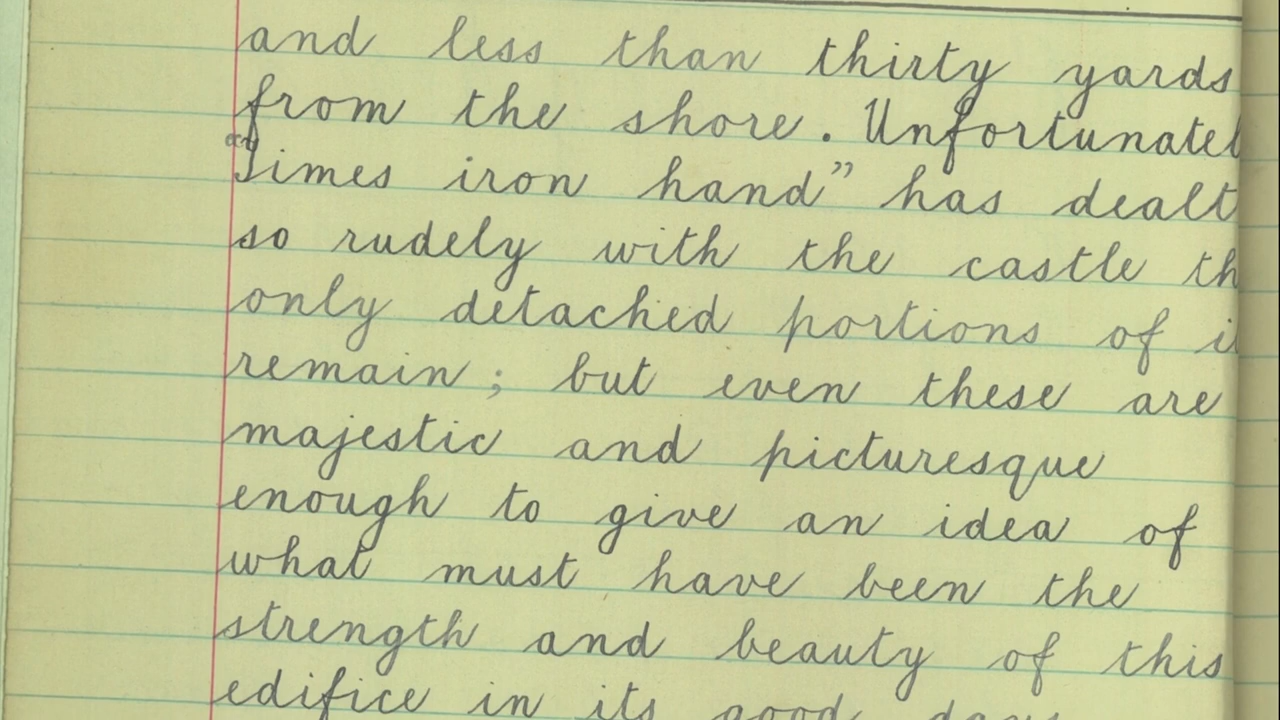 and less than thirty yards
from the shore. Unfortunatel
"Times iron hand" has dealt
so rudely with the castle th
only detached portions of i
remain; but even these are
majestic and picturesque
enough to give an idea of
what must have been the
strength and beauty of this
edifice in its good days